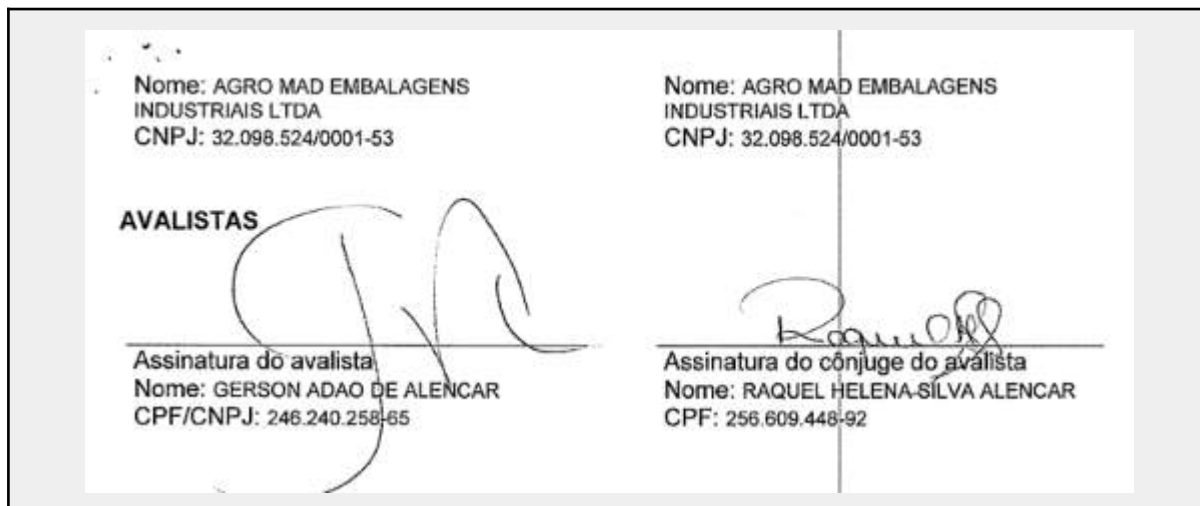 Nome: AGRO MAD EMBALAGENS
INDUSTRIAIS LTDA
CNPJ: 32.098.524/0001-53
Nome: AGRO MAD EMBALAGENS
INDUSTRIAIS LTDA
CNPJ: 32.098.524/0001-53
AVALISTAS
Assinatura do avalista
Nome: GERSON ADAO DE ALENCAR
CPF/CNPJ: 246.240.258-65
Raquel
Assinatura do cônjuge do avalista
Nome: RAQUEL HELENA SILVA ALENCAR
CPF: 256.609.448-92